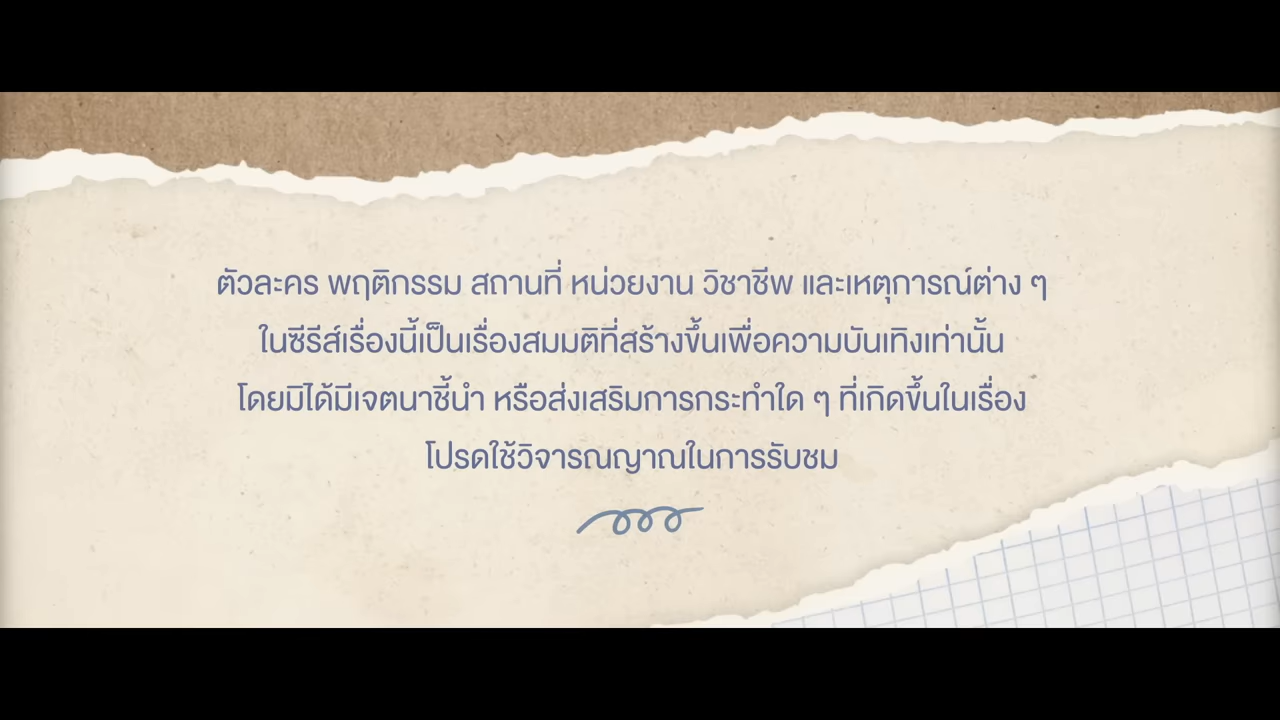 ตัวละคร พฤติกรรม สถานที่ หน่วยงาน วิชาชีพ และเหตุการณ์ต่าง ๆ
ในซีรีส์เรื่องนี้เป็นเรื่องสมมติที่สร้างขึ้นเพื่อความบันเทิงเท่านั้น
โดยมิได้มีเจตนาชี้นำ หรือส่งเสริมการกระทำใด ๆ ที่เกิดขึ้นในเรื่อง
โปรดใช้วิจารณญาณในการรับชม